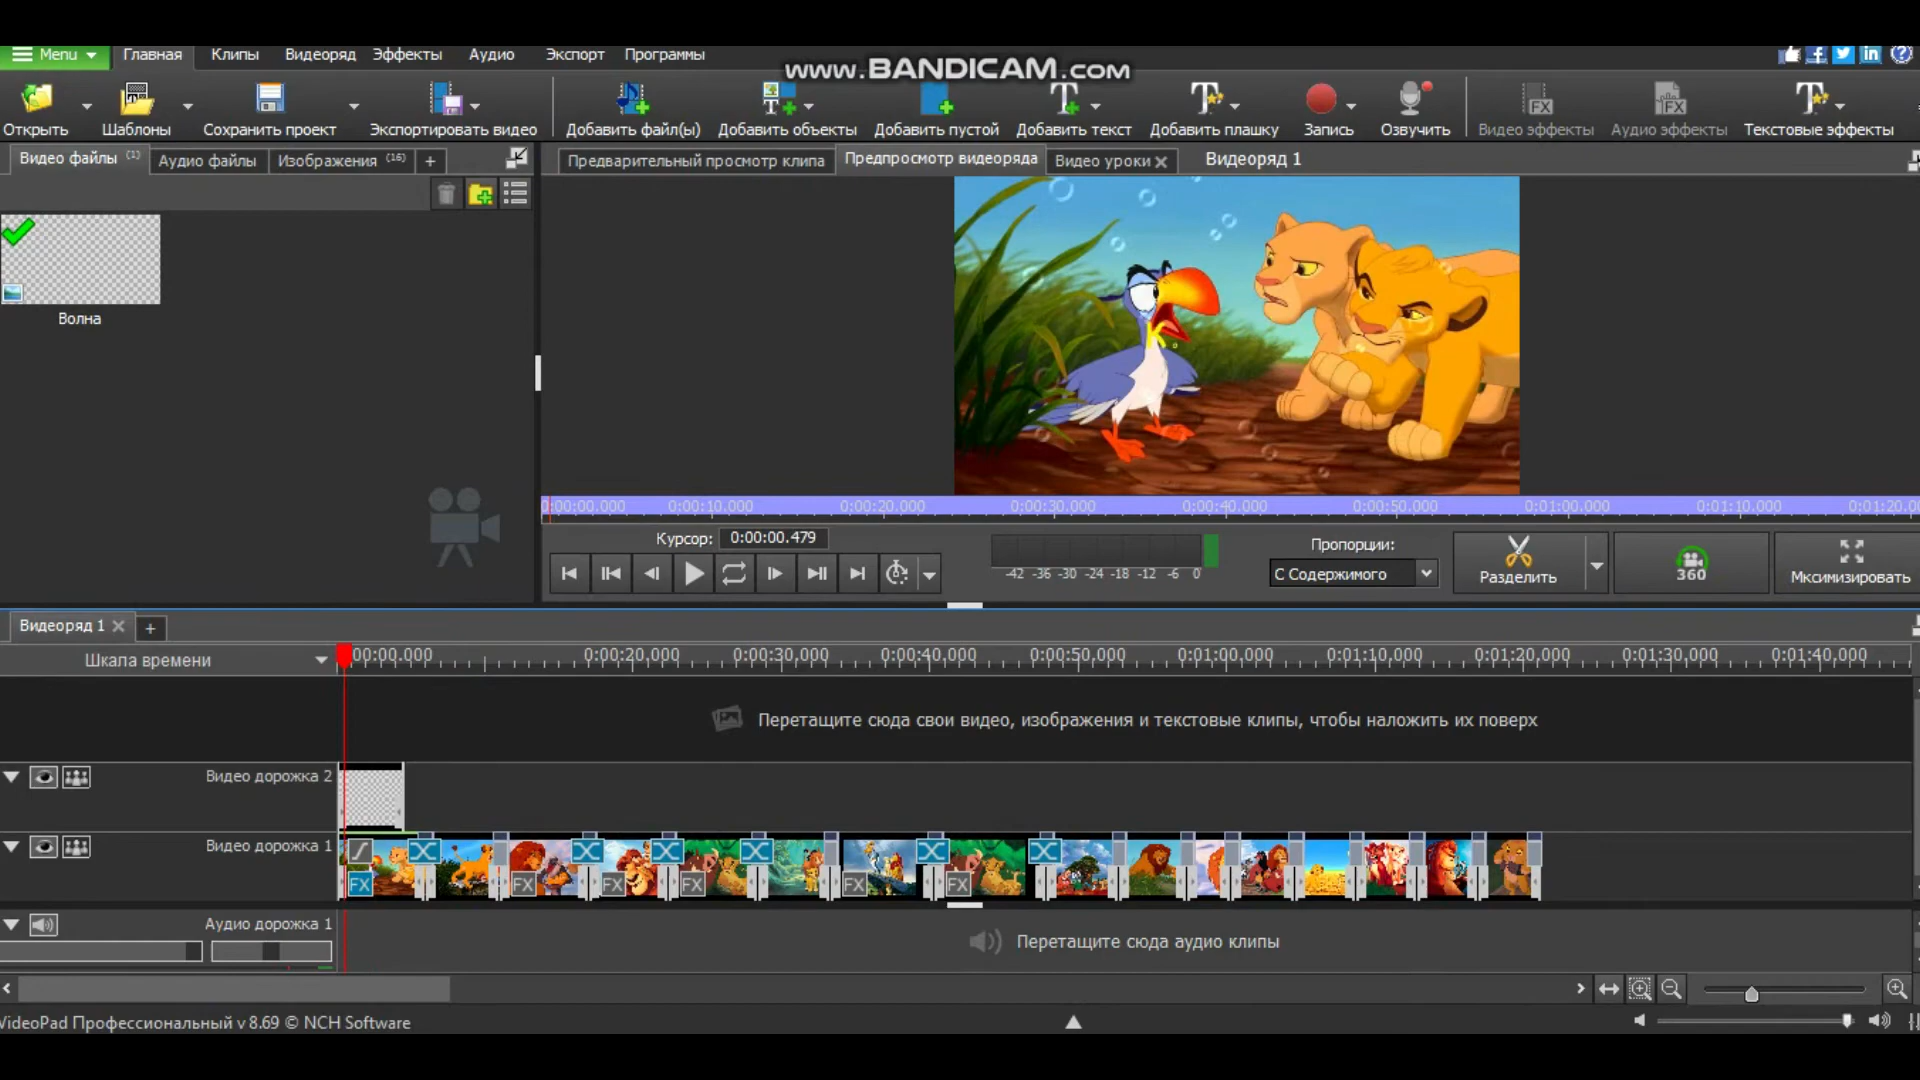 www.BANDICAM.com
Menu Главная Клипы Видеоряд Эффекты Аудио Экспорт Программы
Открыть Шаблоны Сохранить проект Экспортировать видео Добавить файл(ы) Добавить объекты Добавить пустой Добавить текст Добавить плашку Запись Озвучить Видео эффекты Аудио эффекты Текстовые эффекты
Видео файлы (1) Аудио файлы Изображения (16) +
Предварительный просмотр клипа Предпросмотр видеоряда Видео уроки Видеоряд 1
Волна
0:00:00.000 0:00:10.000 0:00:20.000 0:00:30.000 0:00:40.000 0:00:50.000 0:01:00.000 0:01:10.000 0:01:20.0
Курсор: 0:00:00.479
-42 -36 -30 -24 -18 -12 -6 0
Пропорции:
С Содержимого
Разделить
360
Мксимизировать
Видеоряд 1 +
Шкала времени
00:00.000 0:00:20.000 0:00:30.000 0:00:40.000 0:00:50.000 0:01:00.000 0:01:10.000 0:01:20.000 0:01:30.000 0:01:40.000
Перетащите сюда свои видео, изображения и текстовые клипы, чтобы наложить их поверх
Видео дорожка 2
Видео дорожка 1
FX FX FX FX FX FX
Аудио дорожка 1
Перетащите сюда аудио клипы
VideoPad Профессиональный v 8.69 © NCH Software